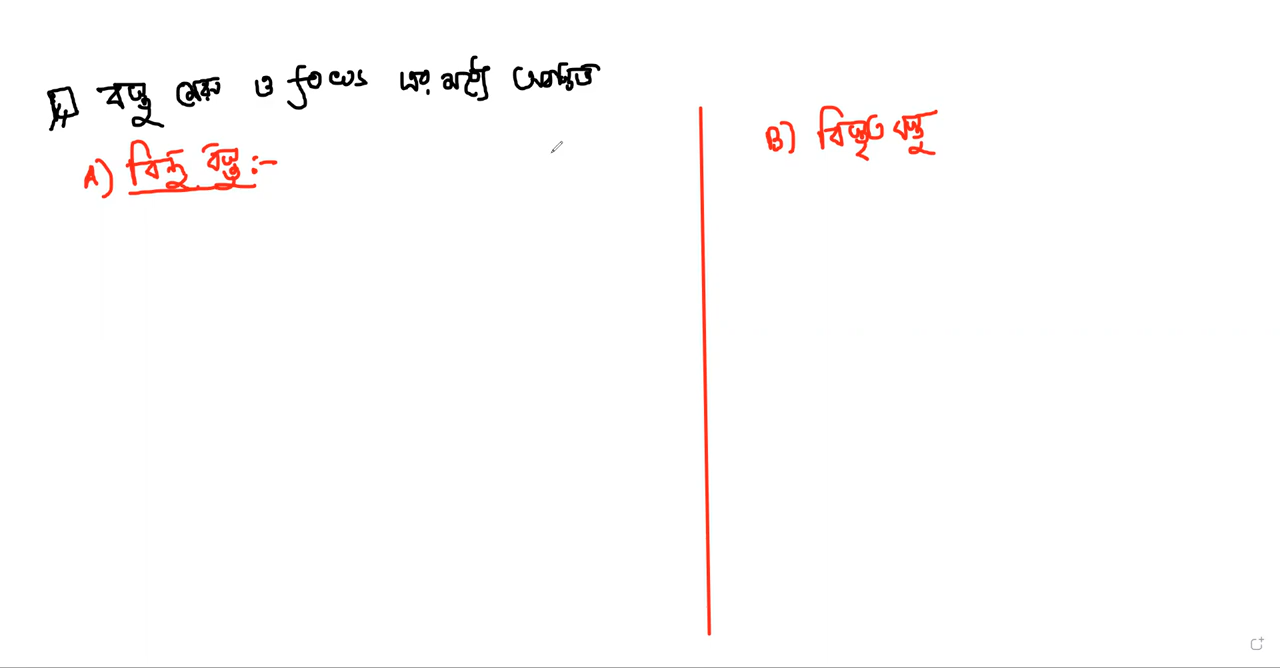 4 বস্তু মেরু ও focus এর মধ্যে অবস্থিত
A) বিন্দু বস্তু :-
B) বিস্তৃত বস্তু